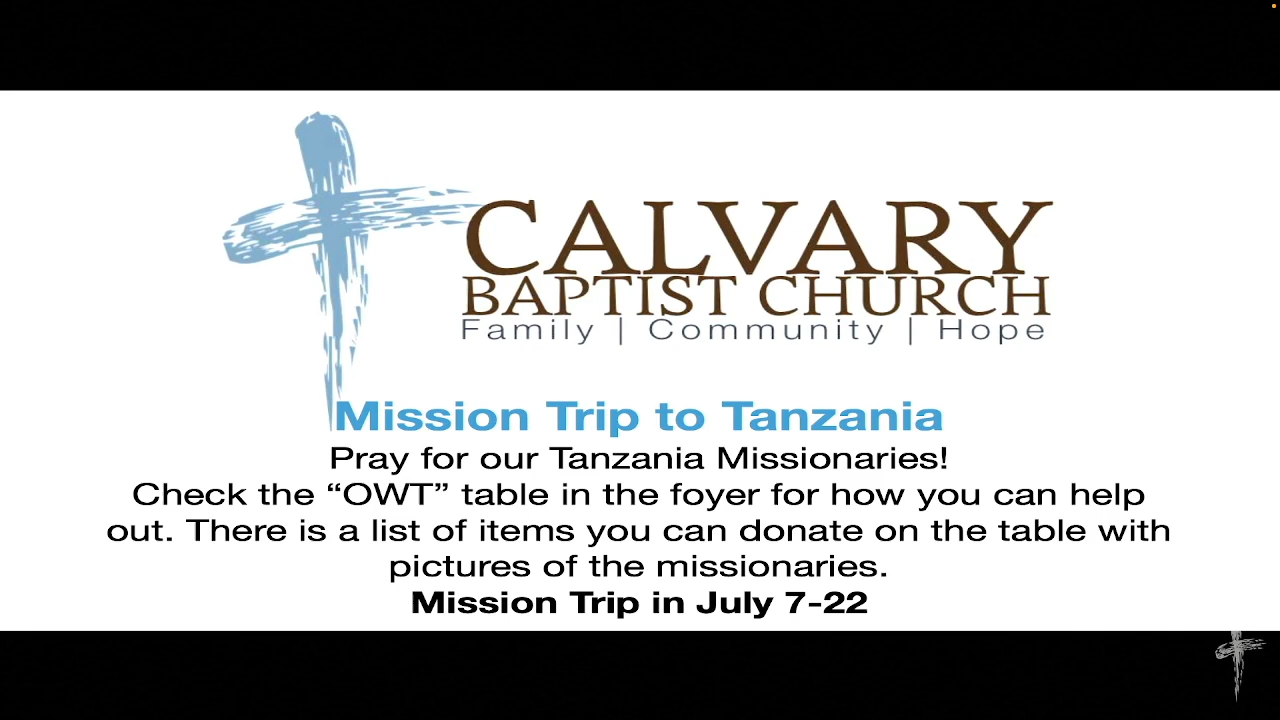 CALVARY
BAPTIST CHURCH
Family | Community | Hope
Mission Trip to Tanzania
Pray for our Tanzania Missionaries!
Check the “OWT” table in the foyer for how you can help
out. There is a list of items you can donate on the table with
pictures of the missionaries.
Mission Trip in July 7-22